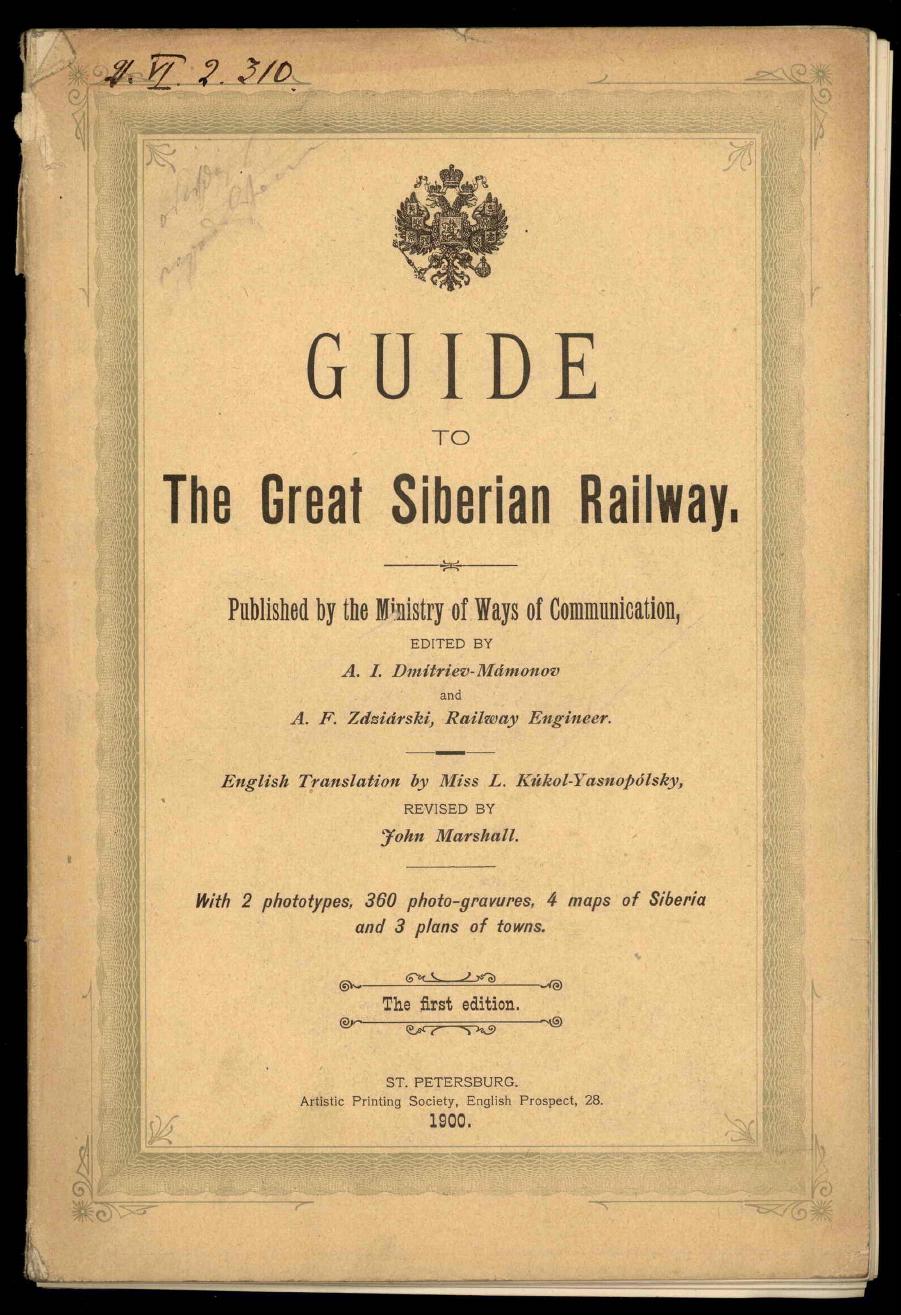 21. VI. 2. 310.
GUIDE
TO
The Great Siberian Railway.
Published by the Ministry of Ways of Communication,
EDITED BY
A. I. Dmitriev-Mámonov
and
A. F. Zdziárski, Railway Engineer.
English Translation by Miss L. Kúkol-Yasnopólsky,
REVISED BY
John Marshall.
With 2 phototypes, 360 photo-gravures, 4 maps of Siberia
and 3 plans of towns.
The first edition.
ST. PETERSBURG.
Artistic Printing Society, English Prospect, 28.
1900.